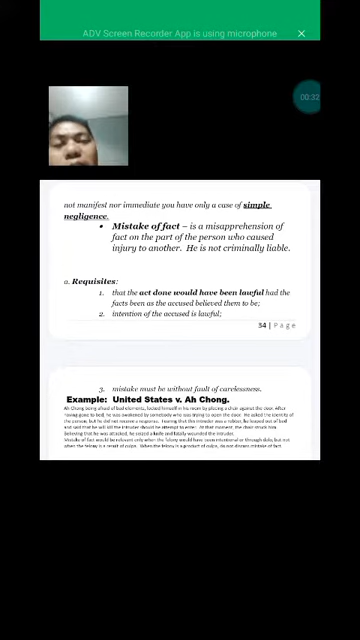 ADV Screen Recorder App is using microphone
00:32
not manifest nor immediate you have only a case of simple
negligence.
• Mistake of fact – is a misapprehension of
fact on the part of the person who caused
injury to another. He is not criminally liable.
a. Requisites:
1. that the act done would have been lawful had the
facts been as the accused believed them to be;
2. intention of the accused is lawful;
54 | Page
3. mistake must be without fault of carelessness.
Example: United States v. Ah Chong.
Ah Chong being afraid of bad elements, locked himself in his room by placing a chair against the door. After
having gone to bed, he was awakened by somebody who was trying to open the door. He asked the identity of
the person, but he did not receive a response. Fearing that this intruder was a robber, he leaped out of bed
and said that he will kill the intruder should he attempt to enter. At that moment, the chair struck him.
Believing that he was attacked, he seized a knife and fatally wounded the intruder.
Mistake of fact would be relevant only when the felony would have been intentional or through dolo, but not
when the felony is a result of culpa. When the felony is a product of culpa, do not discuss mistake of fact.